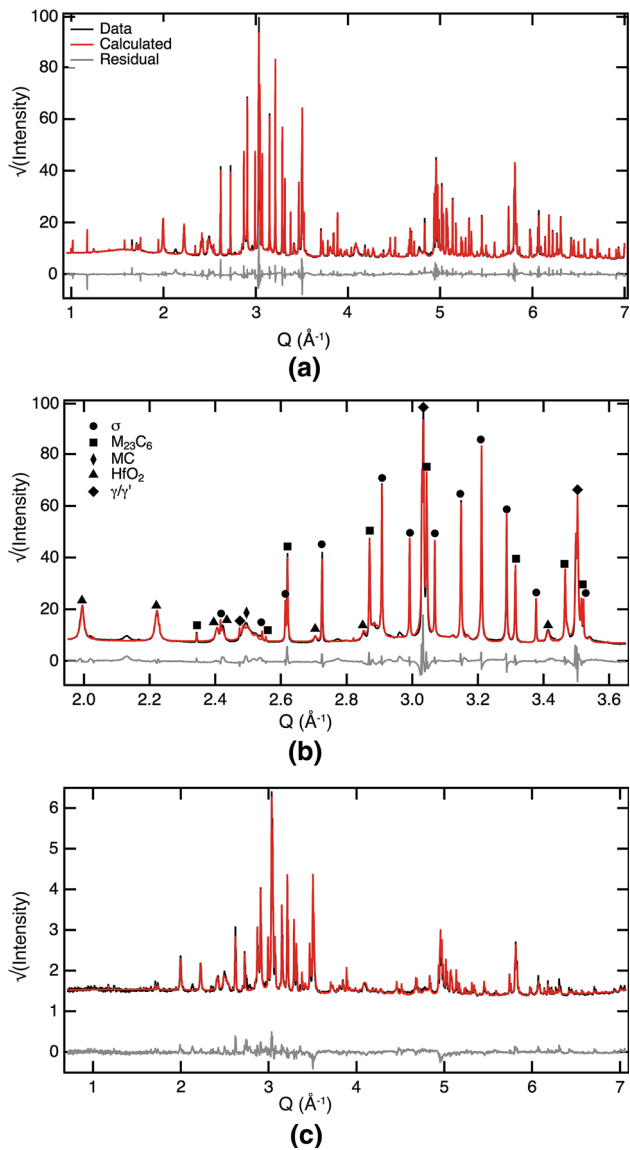 100
80
60
40
20
0
√(Intensity)
Data
Calculated
Residual
1 2 3 4 5 6 7
Q (Å⁻¹)
(a)
100
80
60
40
20
0
√(Intensity)
σ
M₂₃C₆
MC
HfO₂
γ/γ'
2.0 2.2 2.4 2.6 2.8 3.0 3.2 3.4 3.6
Q (Å⁻¹)
(b)
6
5
4
3
2
1
0
√(Intensity)
1 2 3 4 5 6 7
Q (Å⁻¹)
(c)